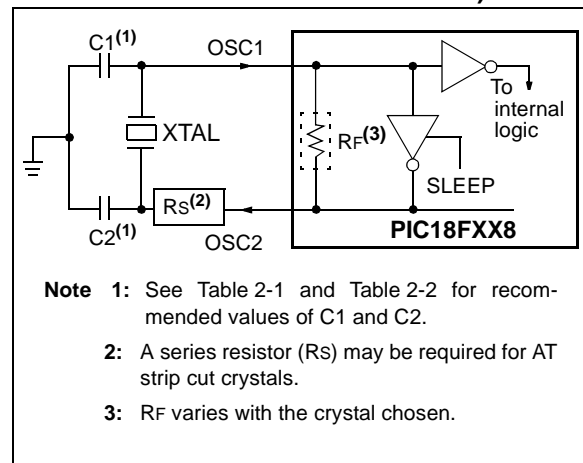 C1(1)
OSC1
To
internal
logic
XTAL
RF(3)
SLEEP
RS(2)
C2(1)
OSC2
PIC18FXX8
Note 1: See Table 2-1 and Table 2-2 for recom-
mended values of C1 and C2.
2: A series resistor (RS) may be required for AT
strip cut crystals.
3: RF varies with the crystal chosen.